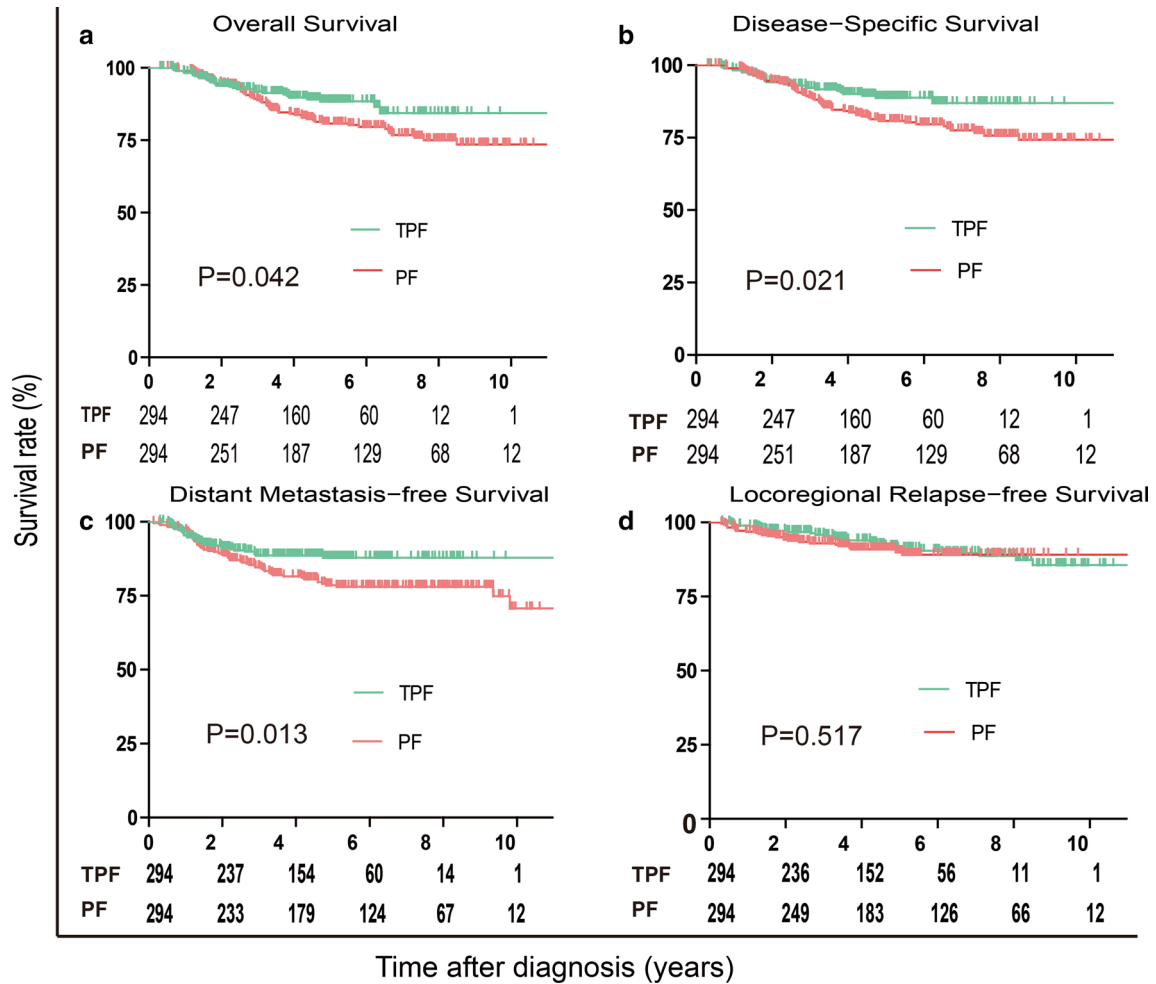 Survival rate (%)
a
Overall Survival
100
75
50
25
0
TPF
PF
P=0.042
0 2 4 6 8 10
TPF 294 247 160 60 12 1
PF 294 251 187 129 68 12
b
Disease−Specific Survival
100
75
50
25
0
TPF
PF
P=0.021
0 2 4 6 8 10
TPF 294 247 160 60 12 1
PF 294 251 187 129 68 12
c
Distant Metastasis−free Survival
100
75
50
25
0
TPF
PF
P=0.013
0 2 4 6 8 10
TPF 294 237 154 60 14 1
PF 294 233 179 124 67 12
d
Locoregional Relapse−free Survival
100
75
50
25
0
TPF
PF
P=0.517
0 2 4 6 8 10
TPF 294 236 152 56 11 1
PF 294 249 183 126 66 12
Time after diagnosis (years)